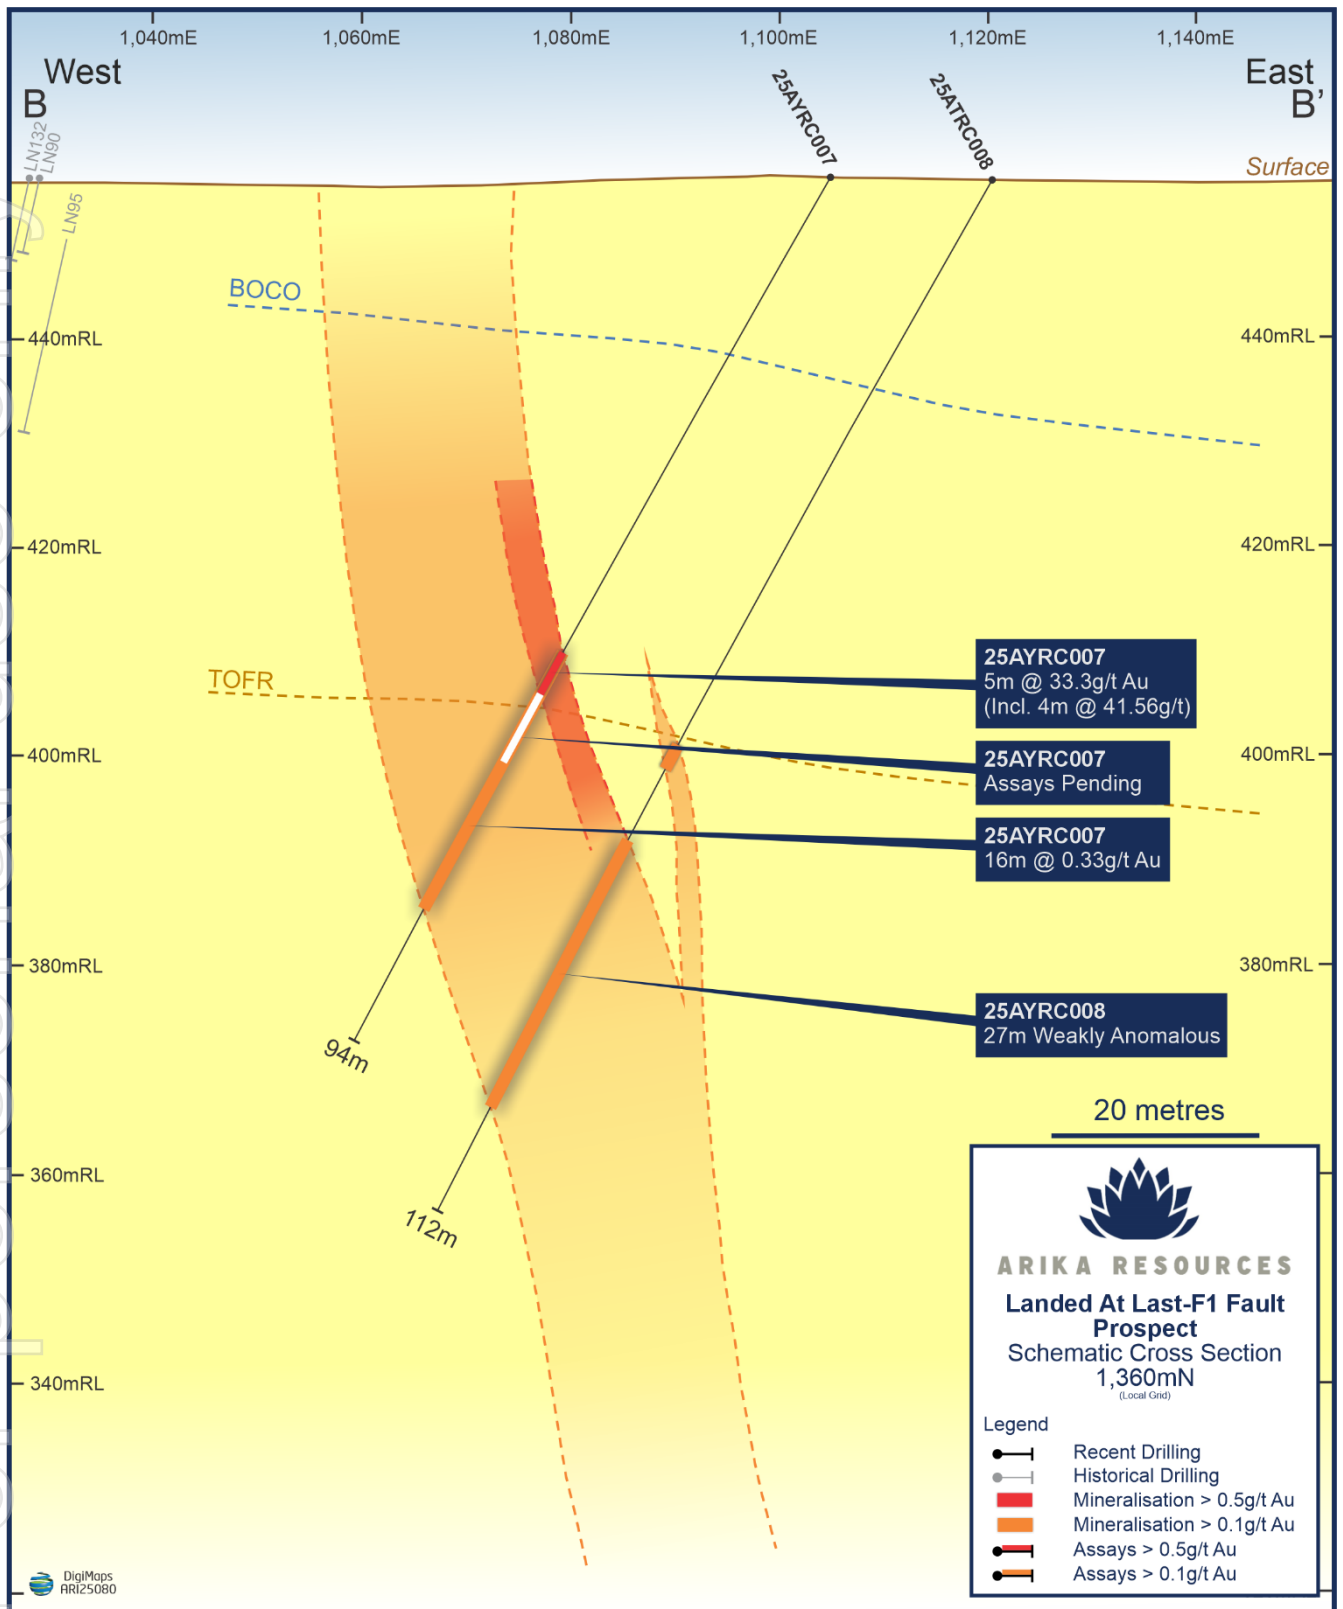 1,040mE
1,060mE
1,080mE
1,100mE
1,120mE
1,140mE
West
East
B
B’
25AYRC007
25ATRC008
LN132
LN90
LN95
Surface
BOCO
440mRL
440mRL
420mRL
420mRL
TOFR
25AYRC007
5m @ 33.3g/t Au
(Incl. 4m @ 41.56g/t)
400mRL
400mRL
25AYRC007
Assays Pending
25AYRC007
16m @ 0.33g/t Au
380mRL
380mRL
25AYRC008
27m Weakly Anomalous
94m
112m
360mRL
340mRL
20 metres
ARIKA RESOURCES
Landed At Last-F1 Fault
Prospect
Schematic Cross Section
1,360mN
(Local Grid)
Legend
Recent Drilling
Historical Drilling
Mineralisation > 0.5g/t Au
Mineralisation > 0.1g/t Au
Assays > 0.5g/t Au
Assays > 0.1g/t Au
DigiMaps
ARI25080